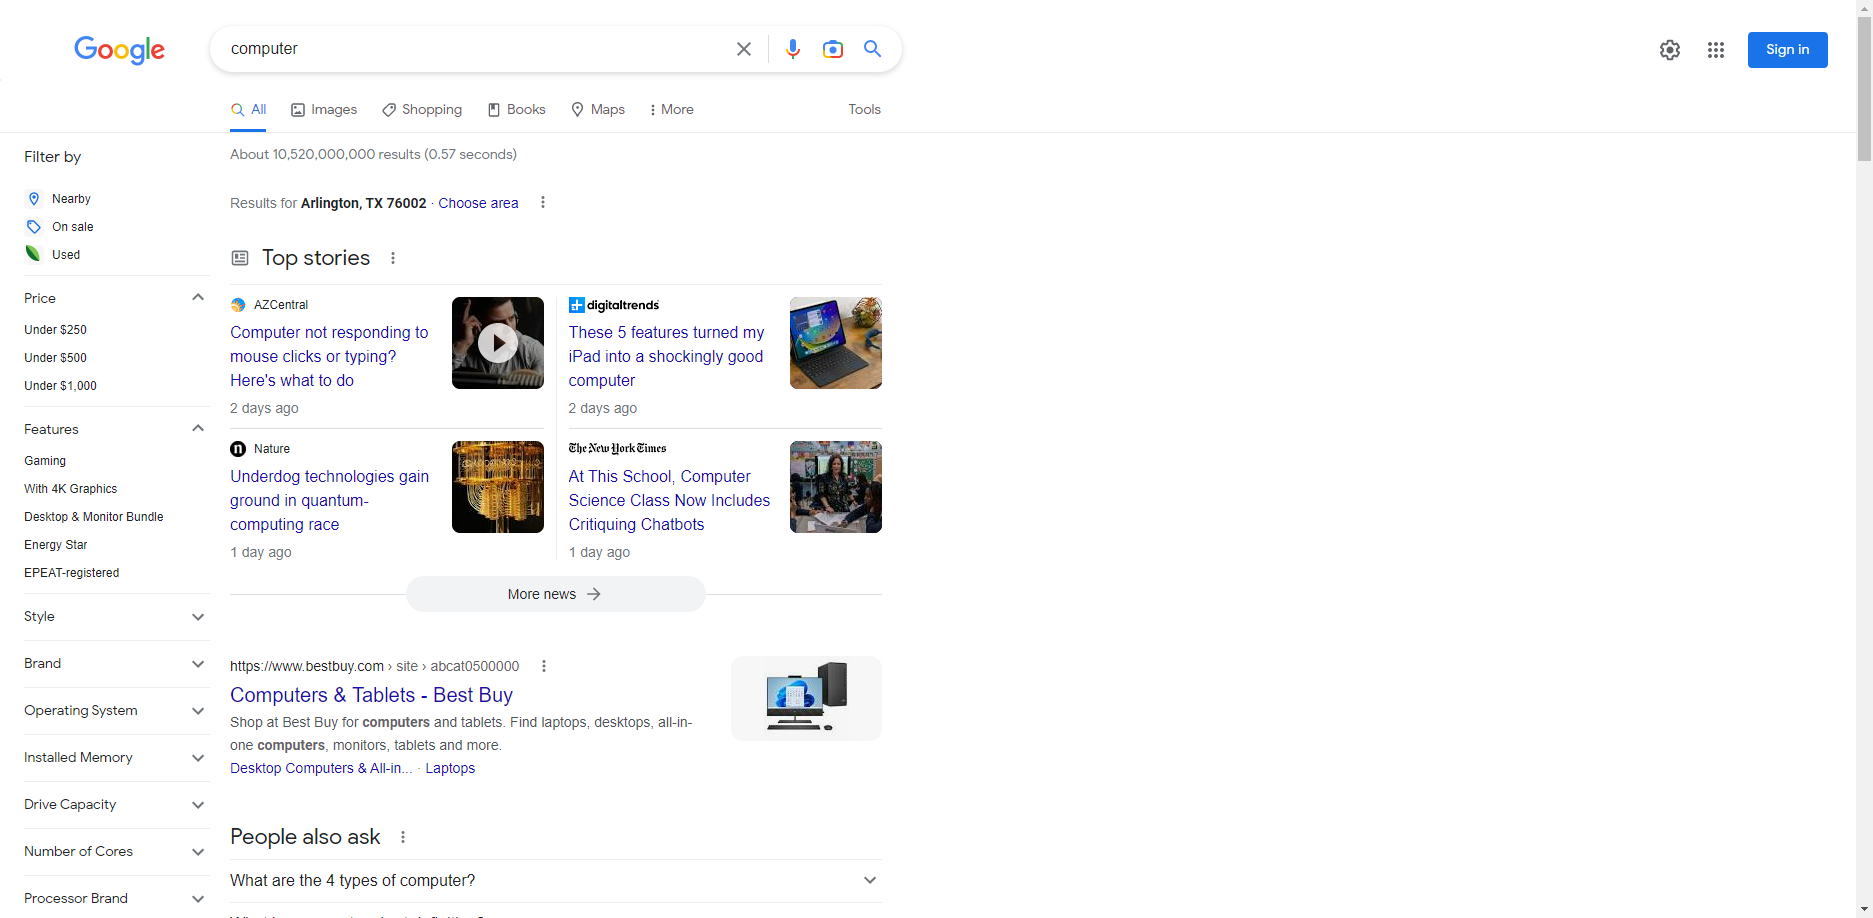 Google
computer
Sign in
All
Images
Shopping
Books
Maps
More
Tools
About 10,520,000,000 results (0.57 seconds)
Results for Arlington, TX 76002 · Choose area
Filter by
Nearby
On sale
Used
Price
Under $250
Under $500
Under $1,000
Features
Gaming
With 4K Graphics
Desktop & Monitor Bundle
Energy Star
EPEAT-registered
Style
Brand
Operating System
Installed Memory
Drive Capacity
Number of Cores
Processor Brand
Top stories
AZCentral
Computer not responding to
mouse clicks or typing?
Here's what to do
2 days ago
digitaltrends
These 5 features turned my
iPad into a shockingly good
computer
2 days ago
n Nature
Underdog technologies gain
ground in quantum-
computing race
1 day ago
The New York Times
At This School, Computer
Science Class Now Includes
Critiquing Chatbots
1 day ago
More news
https://www.bestbuy.com › site › abcat0500000
Computers & Tablets - Best Buy
Shop at Best Buy for computers and tablets. Find laptops, desktops, all-in-
one computers, monitors, tablets and more.
Desktop Computers & All-in... · Laptops
People also ask
What are the 4 types of computer?